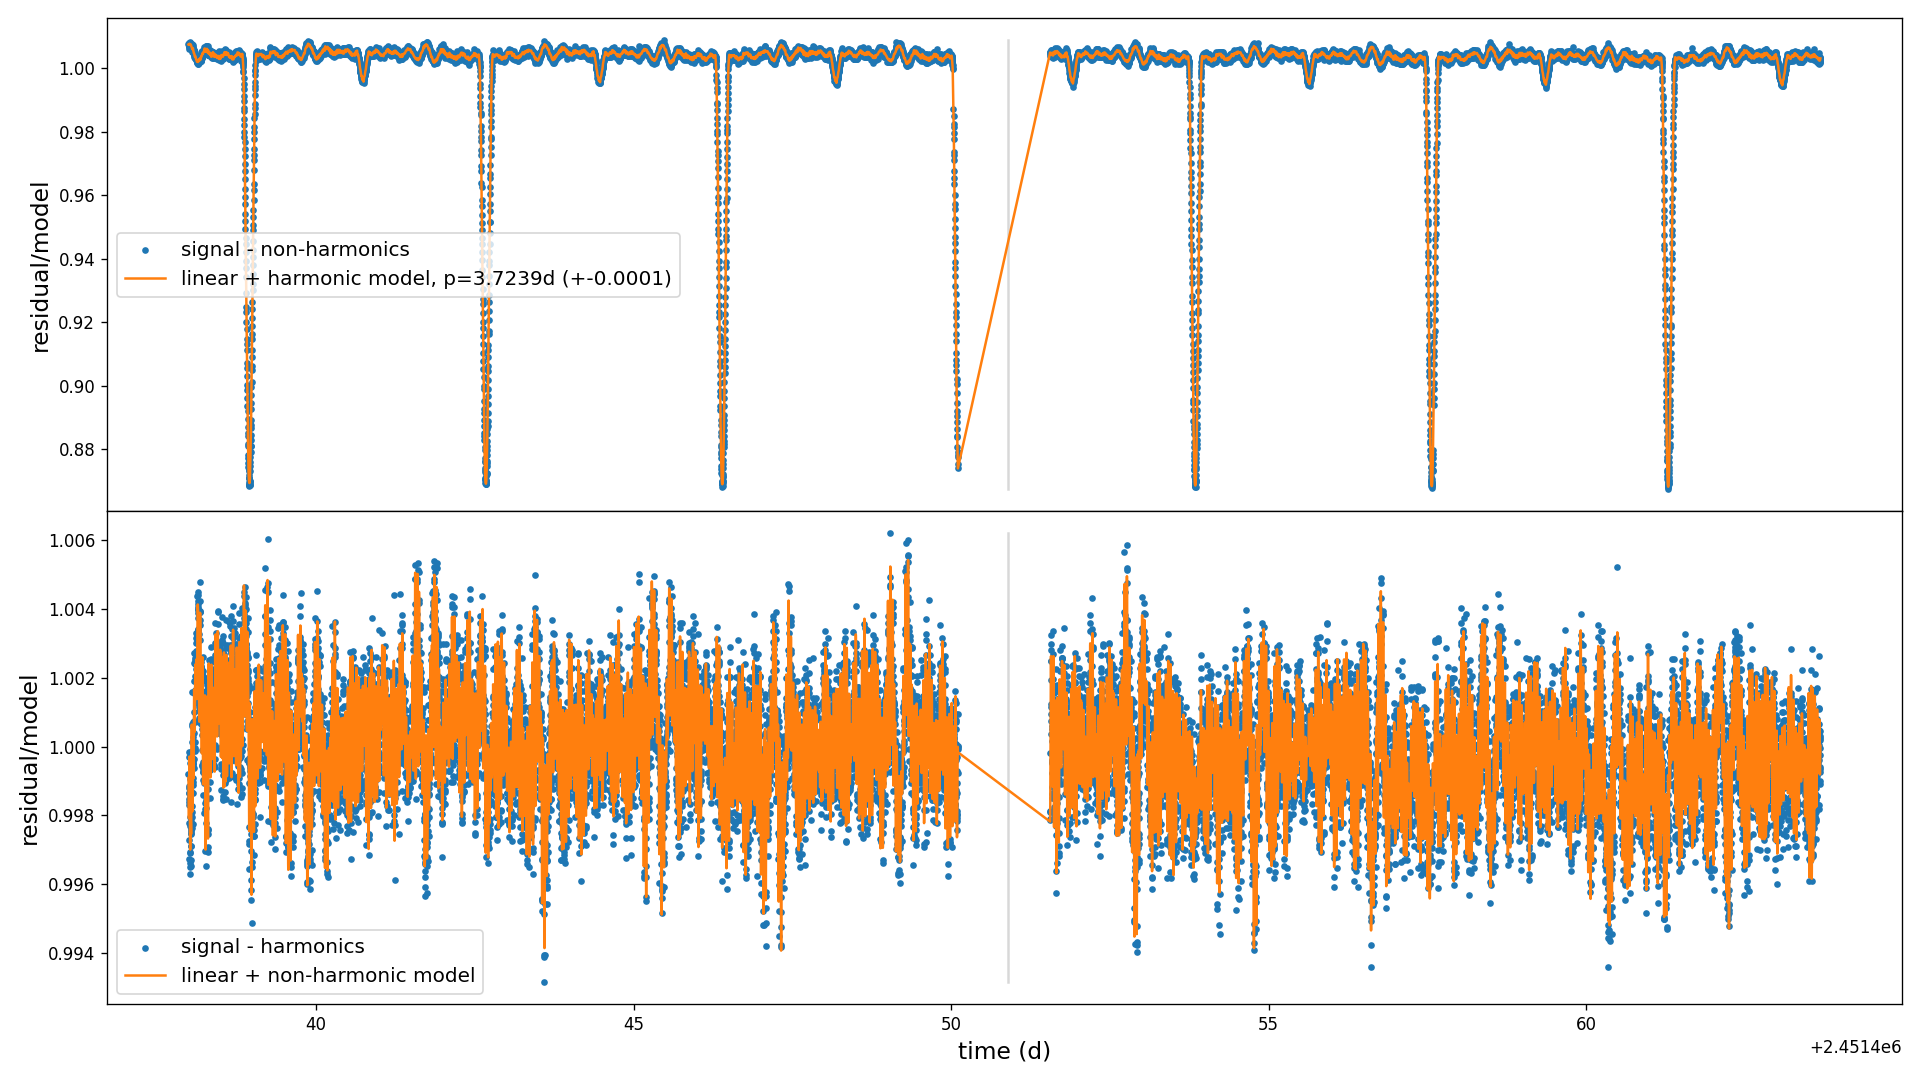 residual/model
1.00
0.98
0.96
0.94
0.92
0.90
0.88
signal - non-harmonics
linear + harmonic model, p=3.7239d (+-0.0001)
residual/model
1.006
1.004
1.002
1.000
0.998
0.996
0.994
signal - harmonics
linear + non-harmonic model
40
45
50
55
60
time (d)
+2.4514e6